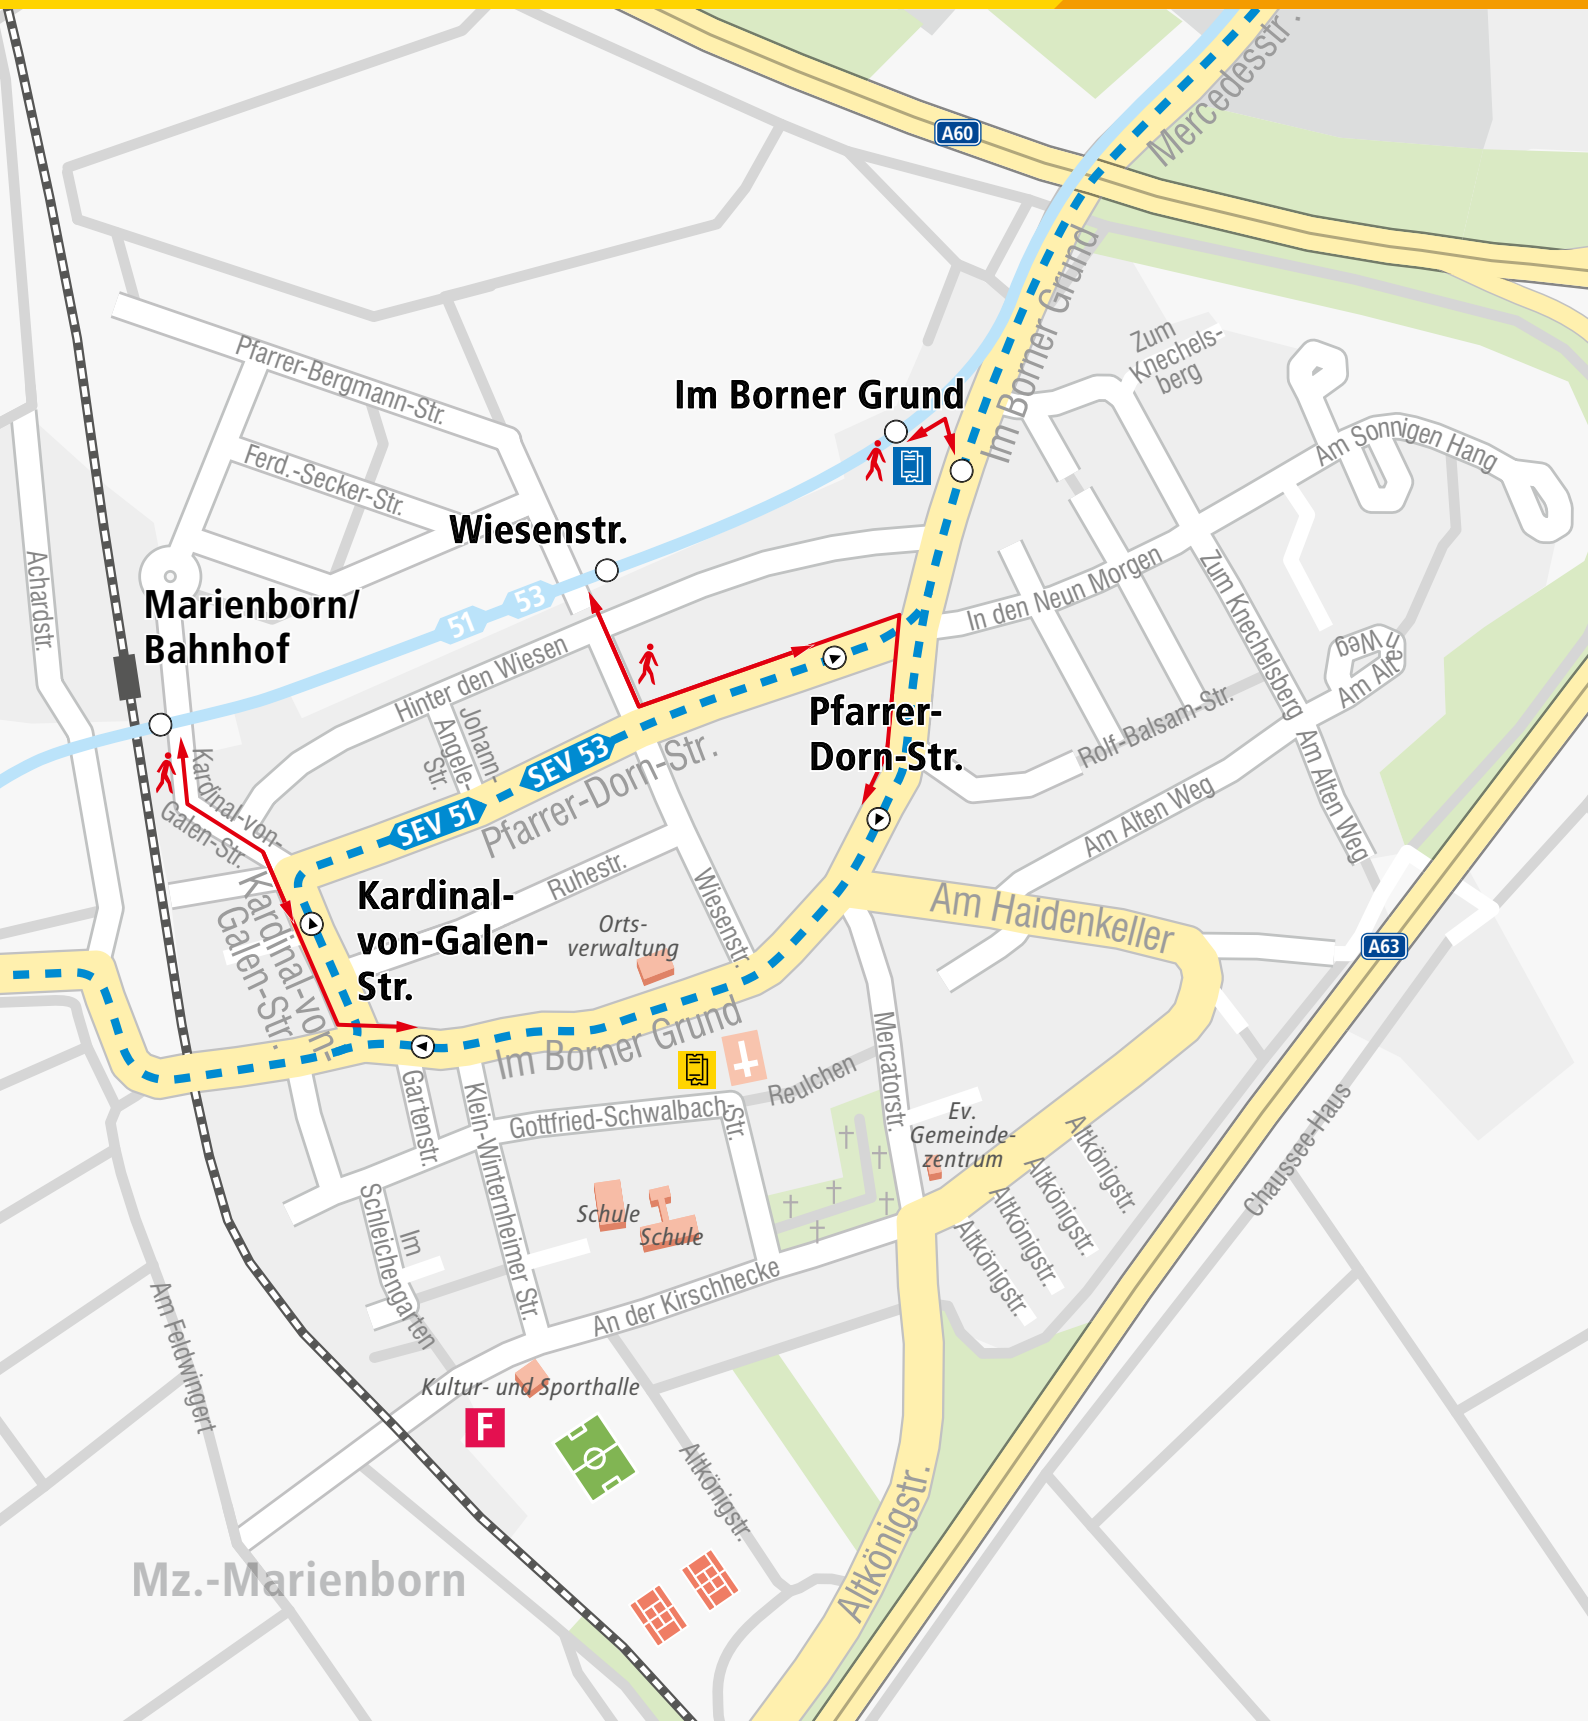 A60
Mercedesstr.
Im Borner Grund
Zum
Knechels-
berg
Pfarrer-Bergmann-Str.
Im Borner Grund
Am Sonnigen Hang
Ferd.-Secker-Str.
Wiesenstr.
Achardstr.
51
53
In den Neun Morgen
Zum Knechelsberg
Marienborn/
Bahnhof
Hinter den Wiesen
Am Alten Weg
Johann-
Angele-
Str.
Rolf-Balsam-Str.
Pfarrer-
Dorn-Str.
SEV 53
SEV 51
Pfarrer-Dorn-Str.
Kardinal-von-
Galen-Str.
Am Alten Weg
Am Alten Weg
Ruhestr.
Wiesenstr.
Kardinal-
von-Galen-
Str.
Kardinal-von-
Galen-Str.
Orts-
verwaltung
Am Haidenkeller
A63
Im Borner Grund
Mercatorstr.
Reulchen
Gartenstr.
Klein-Winternheimer Str.
Gottfried-Schwalbach-
Str.
Ev.
Gemeinde-
zentrum
Altkönigstr.
Altkönigstr.
Altkönigstr.
Altkönigstr.
Chaussee-Haus
Schule
Schule
Im
Schleichengarten
An der Kirschhecke
Am Feldwingert
Kultur- und Sporthalle
F
Altkönigstr.
Altkönigstr.
Mz.-Marienborn